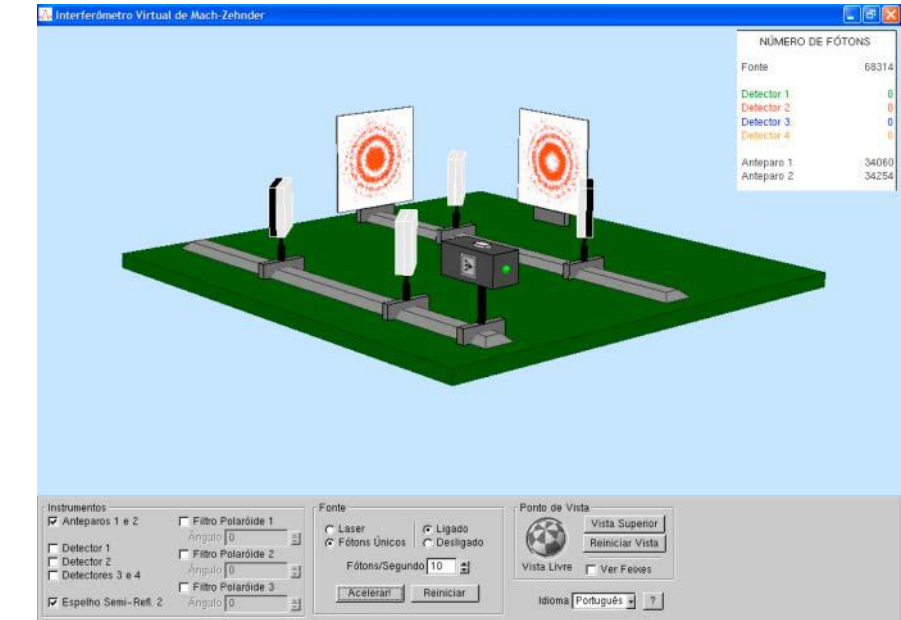 Interferômetro Virtual de Mach-Zehnder
NÚMERO DE FÓTONS
Fonte 68314
Detector 1 0
Detector 2 0
Detector 3 0
Detector 4 0
Anteparo 1 34060
Anteparo 2 34254
Instrumentos
Anteparos 1 e 2
Detector 1
Detector 2
Detectores 3 e 4
Espelho Semi-Refl. 2
Filtro Polaróide 1
Ângulo 0
Filtro Polaróide 2
Ângulo 0
Filtro Polaróide 3
Ângulo 0
Fonte
Laser
Fótons Únicos
Ligado
Desligado
Fótons/Segundo 10
Acelerar!
Reiniciar
Ponto de Vista
Vista Livre
Vista Superior
Reiniciar Vista
Ver Feixes
Idioma Português ?